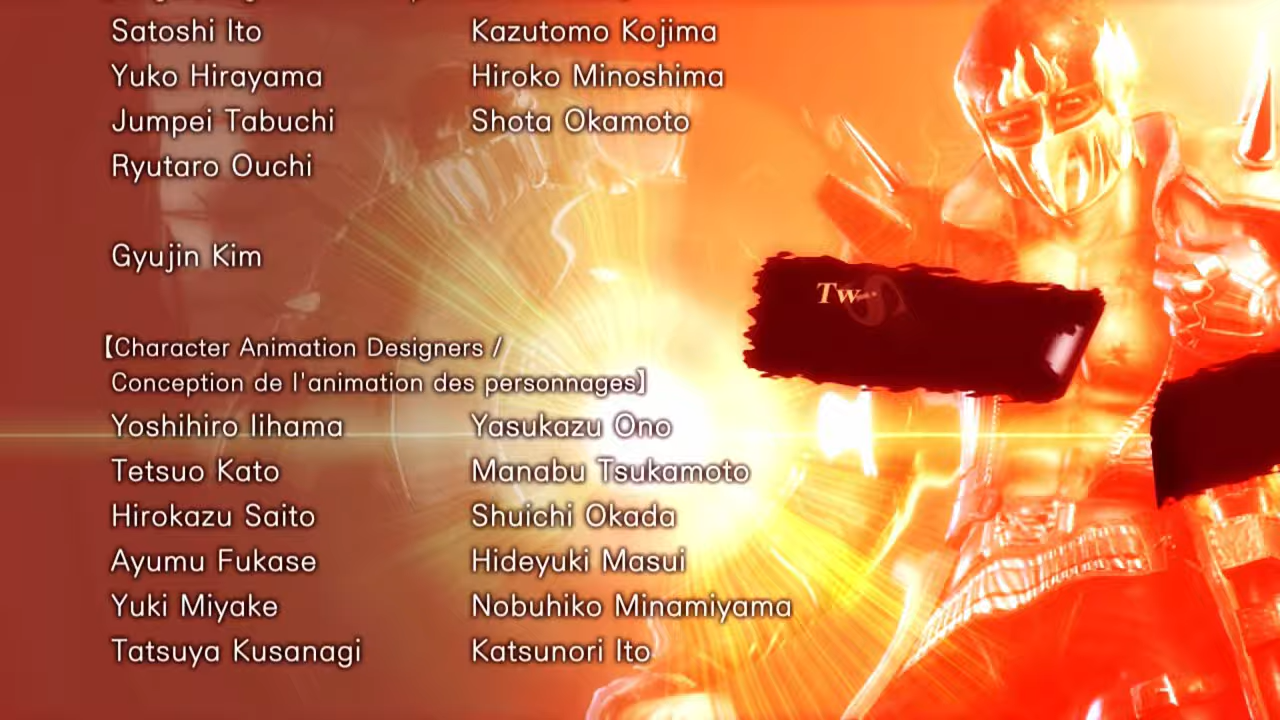 Satoshi Ito Kazutomo Kojima
Yuko Hirayama Hiroko Minoshima
Jumpei Tabuchi Shota Okamoto
Ryutaro Ouchi
Gyujin Kim
Tw
【Character Animation Designers /
Conception de l'animation des personnages】
Yoshihiro Iihama Yasukazu Ono
Tetsuo Kato Manabu Tsukamoto
Hirokazu Saito Shuichi Okada
Ayumu Fukase Hideyuki Masui
Yuki Miyake Nobuhiko Minamiyama
Tatsuya Kusanagi Katsunori Ito